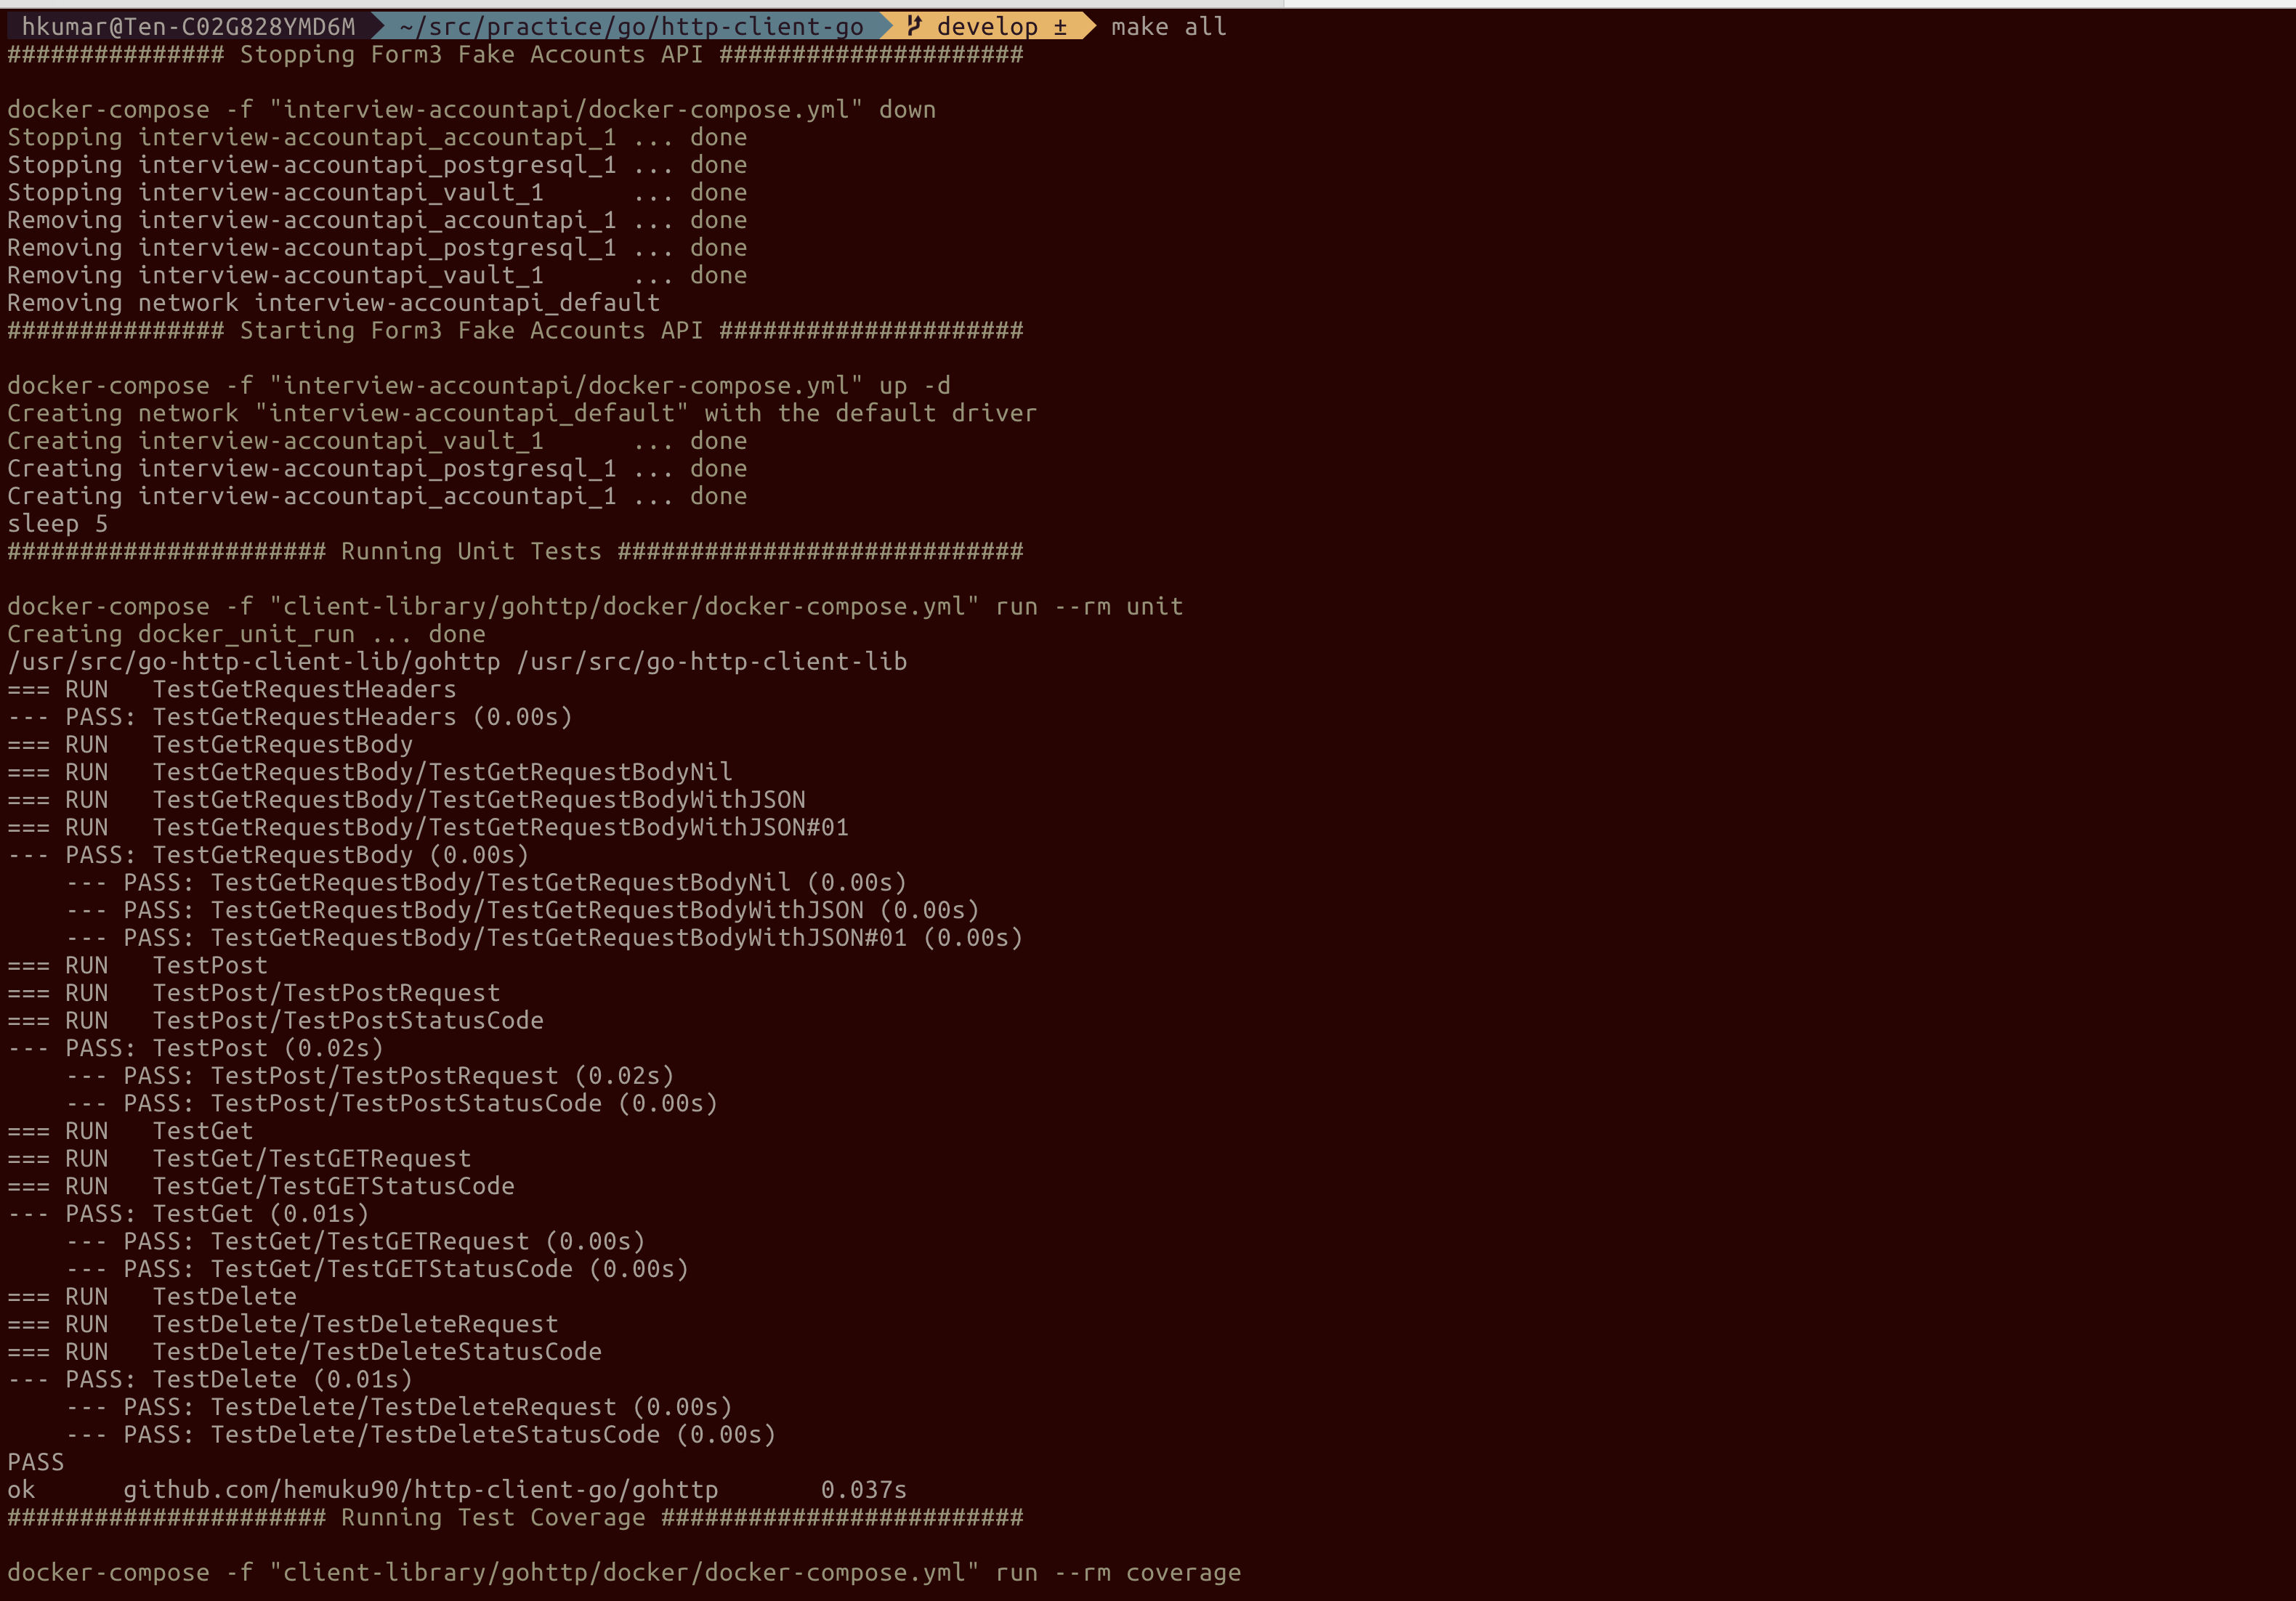 hkumar@Ten-C02G828YMD6M ~/src/practice/go/http-client-go develop ± make all
############### Stopping Form3 Fake Accounts API #####################
docker-compose -f "interview-accountapi/docker-compose.yml" down
Stopping interview-accountapi_accountapi_1 ... done
Stopping interview-accountapi_postgresql_1 ... done
Stopping interview-accountapi_vault_1      ... done
Removing interview-accountapi_accountapi_1 ... done
Removing interview-accountapi_postgresql_1 ... done
Removing interview-accountapi_vault_1      ... done
Removing network interview-accountapi_default
############### Starting Form3 Fake Accounts API #####################
docker-compose -f "interview-accountapi/docker-compose.yml" up -d
Creating network "interview-accountapi_default" with the default driver
Creating interview-accountapi_vault_1      ... done
Creating interview-accountapi_postgresql_1 ... done
Creating interview-accountapi_accountapi_1 ... done
sleep 5
###################### Running Unit Tests ############################
docker-compose -f "client-library/gohttp/docker/docker-compose.yml" run --rm unit
Creating docker_unit_run ... done
/usr/src/go-http-client-lib/gohttp /usr/src/go-http-client-lib
=== RUN   TestGetRequestHeaders
--- PASS: TestGetRequestHeaders (0.00s)
=== RUN   TestGetRequestBody
=== RUN   TestGetRequestBody/TestGetRequestBodyNil
=== RUN   TestGetRequestBody/TestGetRequestBodyWithJSON
=== RUN   TestGetRequestBody/TestGetRequestBodyWithJSON#01
--- PASS: TestGetRequestBody (0.00s)
    --- PASS: TestGetRequestBody/TestGetRequestBodyNil (0.00s)
    --- PASS: TestGetRequestBody/TestGetRequestBodyWithJSON (0.00s)
    --- PASS: TestGetRequestBody/TestGetRequestBodyWithJSON#01 (0.00s)
=== RUN   TestPost
=== RUN   TestPost/TestPostRequest
=== RUN   TestPost/TestPostStatusCode
--- PASS: TestPost (0.02s)
    --- PASS: TestPost/TestPostRequest (0.02s)
    --- PASS: TestPost/TestPostStatusCode (0.00s)
=== RUN   TestGet
=== RUN   TestGet/TestGETRequest
=== RUN   TestGet/TestGETStatusCode
--- PASS: TestGet (0.01s)
    --- PASS: TestGet/TestGETRequest (0.00s)
    --- PASS: TestGet/TestGETStatusCode (0.00s)
=== RUN   TestDelete
=== RUN   TestDelete/TestDeleteRequest
=== RUN   TestDelete/TestDeleteStatusCode
--- PASS: TestDelete (0.01s)
    --- PASS: TestDelete/TestDeleteRequest (0.00s)
    --- PASS: TestDelete/TestDeleteStatusCode (0.00s)
PASS
ok      github.com/hemuku90/http-client-go/gohttp       0.037s
###################### Running Test Coverage #########################
docker-compose -f "client-library/gohttp/docker/docker-compose.yml" run --rm coverage